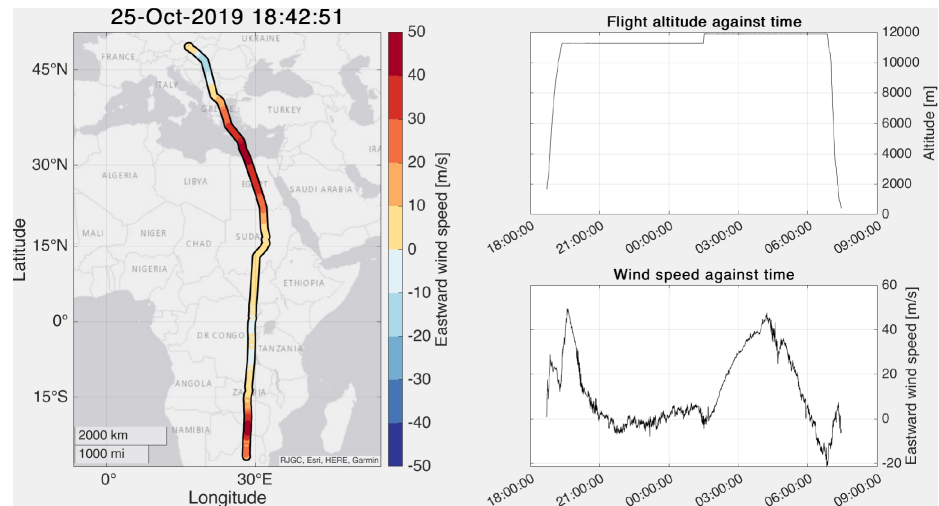 25-Oct-2019 18:42:51
UKRAINE
FRANCE
ITALY
GREECE
TURKEY
ALGERIA
LIBYA
EGYPT
SAUDI ARABIA
MALI
NIGER
CHAD
SUDA
NIGERIA
ETHIOPIA
DR CONGO
TANZANIA
ANGOLA
ZAMBIA
NAMIBIA
45°N
30°N
15°N
0°
15°S
Latitude
2000 km
1000 mi
RJGC, Esri, HERE, Garmin
0°
30°E
Longitude
50
40
30
20
10
0
-10
-20
-30
-40
-50
Eastward wind speed [m/s]
Flight altitude against time
12000
10000
8000
6000
4000
2000
0
Altitude [m]
18:00:00
21:00:00
00:00:00
03:00:00
06:00:00
09:00:00
Wind speed against time
60
40
20
0
-20
Eastward wind speed [m/s]
18:00:00
21:00:00
00:00:00
03:00:00
06:00:00
09:00:00